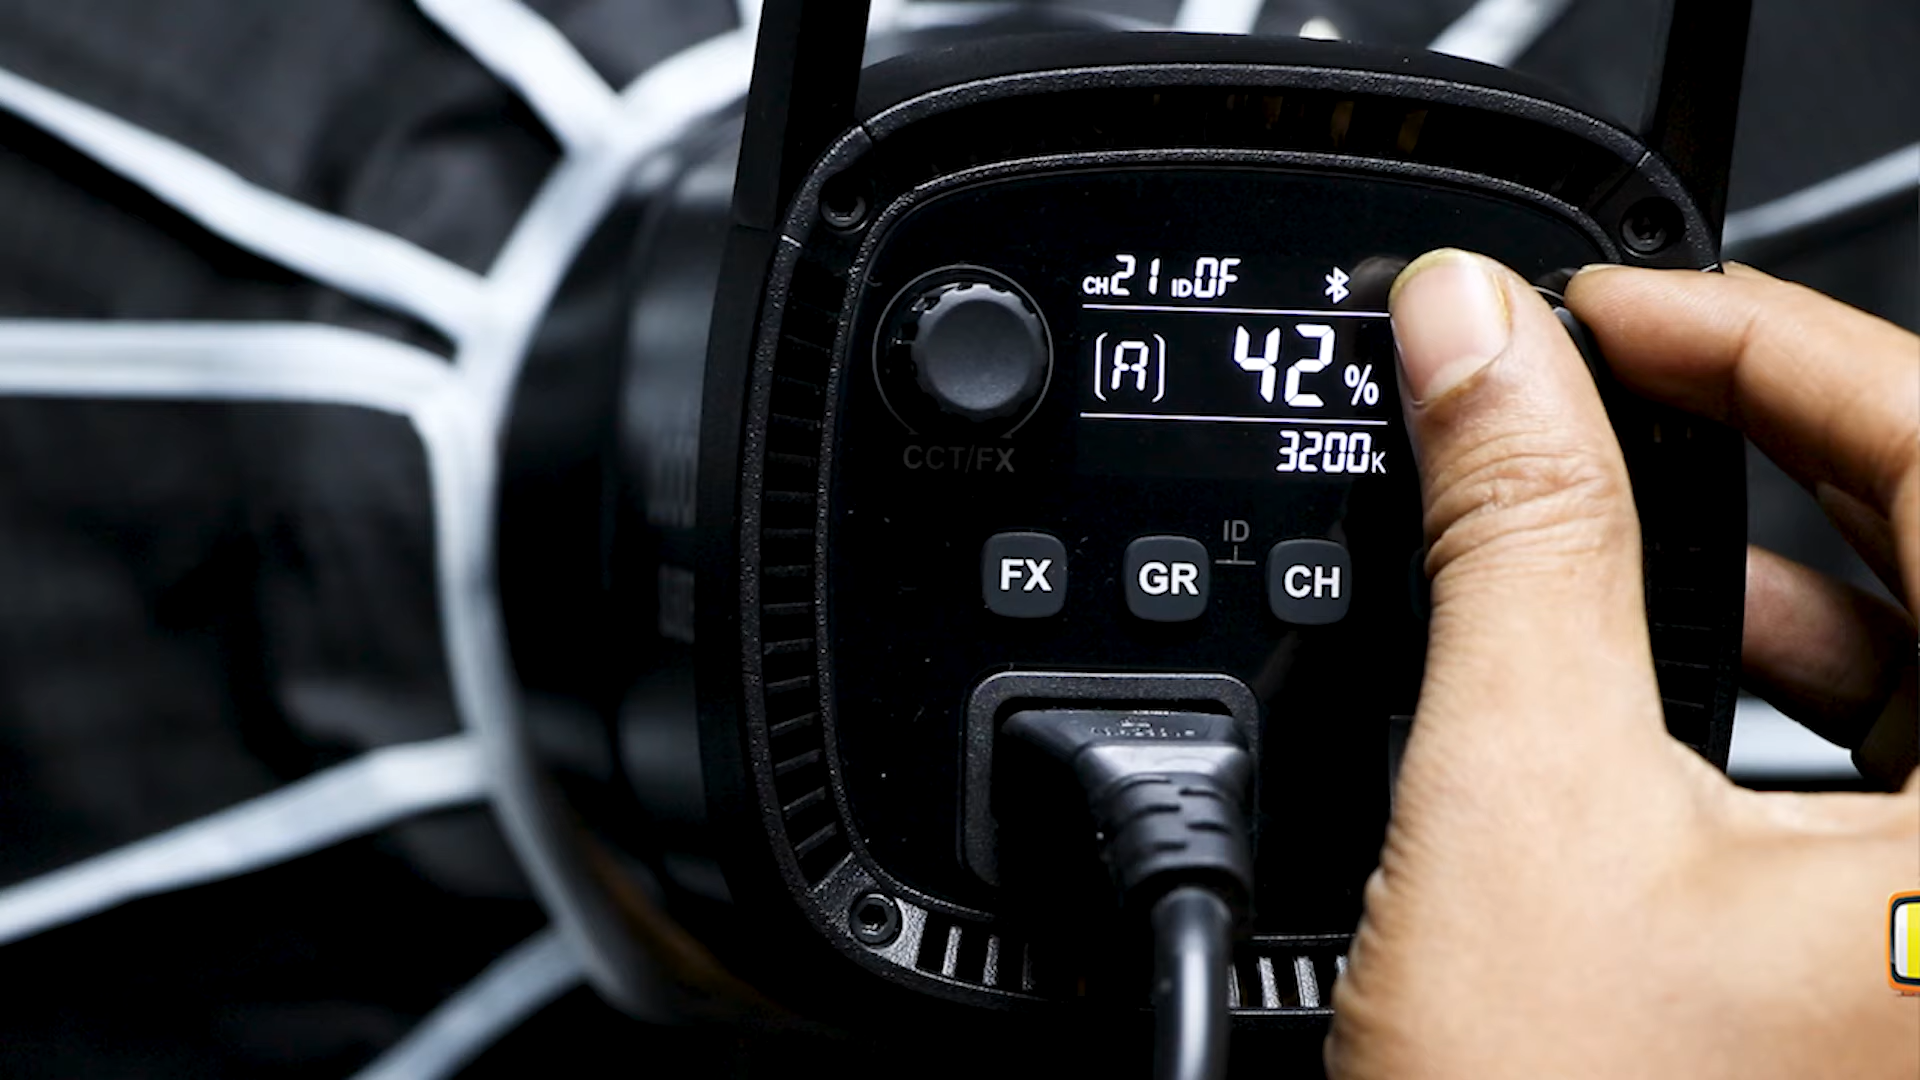 CH21 ID0F
(A) 42%
3200K
CCT/FX
ID
FX GR CH